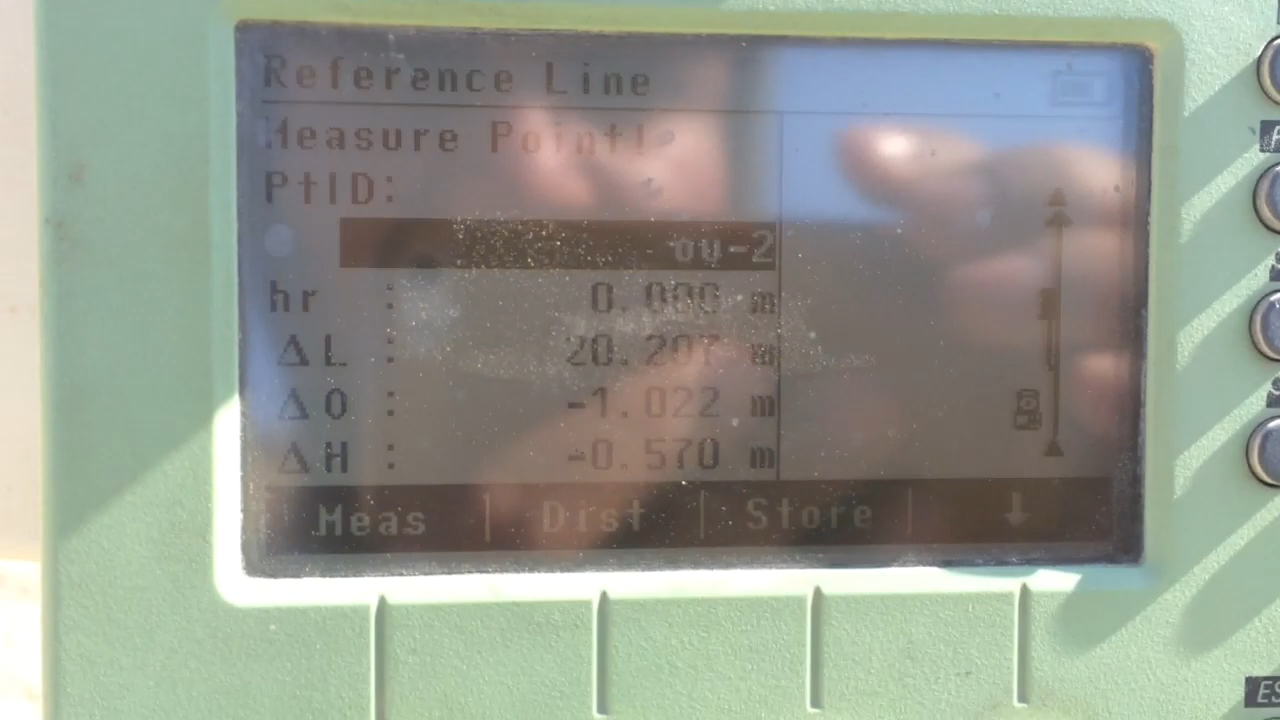 Reference Line
Measure Point!
PtID:
ou-2
hr : 0.000 m
ΔL : 20.207 m
ΔO : -1.022 m
ΔH : -0.570 m
Meas | Dist | Store | ↓